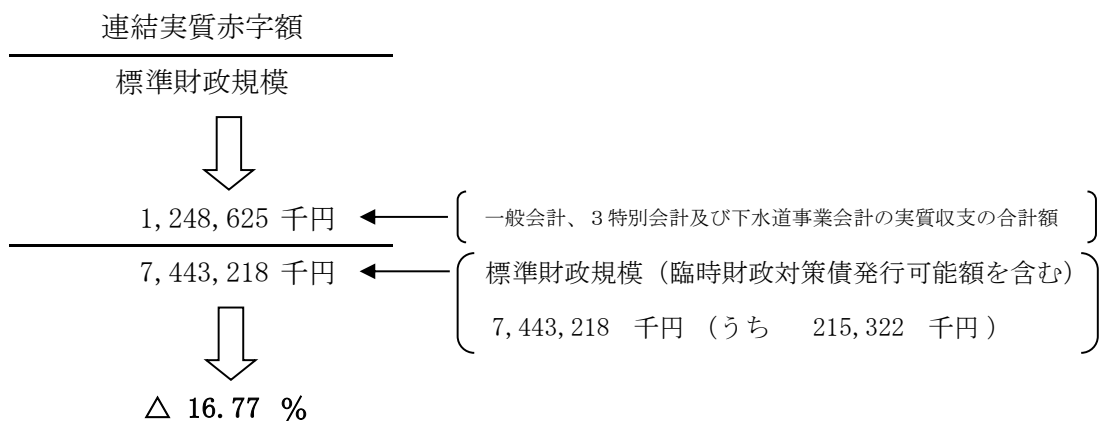 連結実質赤字額
標準財政規模
1,248,625 千円
一般会計、3特別会計及び下水道事業会計の実質収支の合計額
7,443,218 千円
標準財政規模(臨時財政対策債発行可能額を含む)
7,443,218 千円 (うち 215,322 千円)
△ 16.77 %